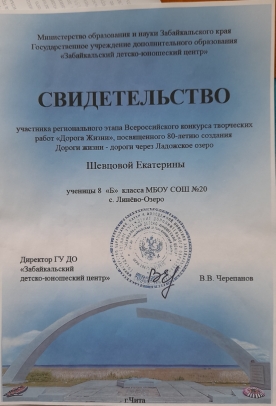 Министерство образования и науки Забайкальского края
Государственное учреждение дополнительного образования
«Забайкальский детско-юношеский центр»
СВИДЕТЕЛЬСТВО
участника регионального этапа Всероссийского конкурса творческих
работ «Дорога Жизни», посвященного 80-летию создания
Дороги жизни - дороги через Ладожское озеро
Шевцовой Екатерины
ученицы 8 «Б» класса МБОУ СОШ №20
с. Линёво-Озеро
Директор ГУ ДО
«Забайкальский
детско-юношеский центр»
В.В. Черепанов
г.Чита